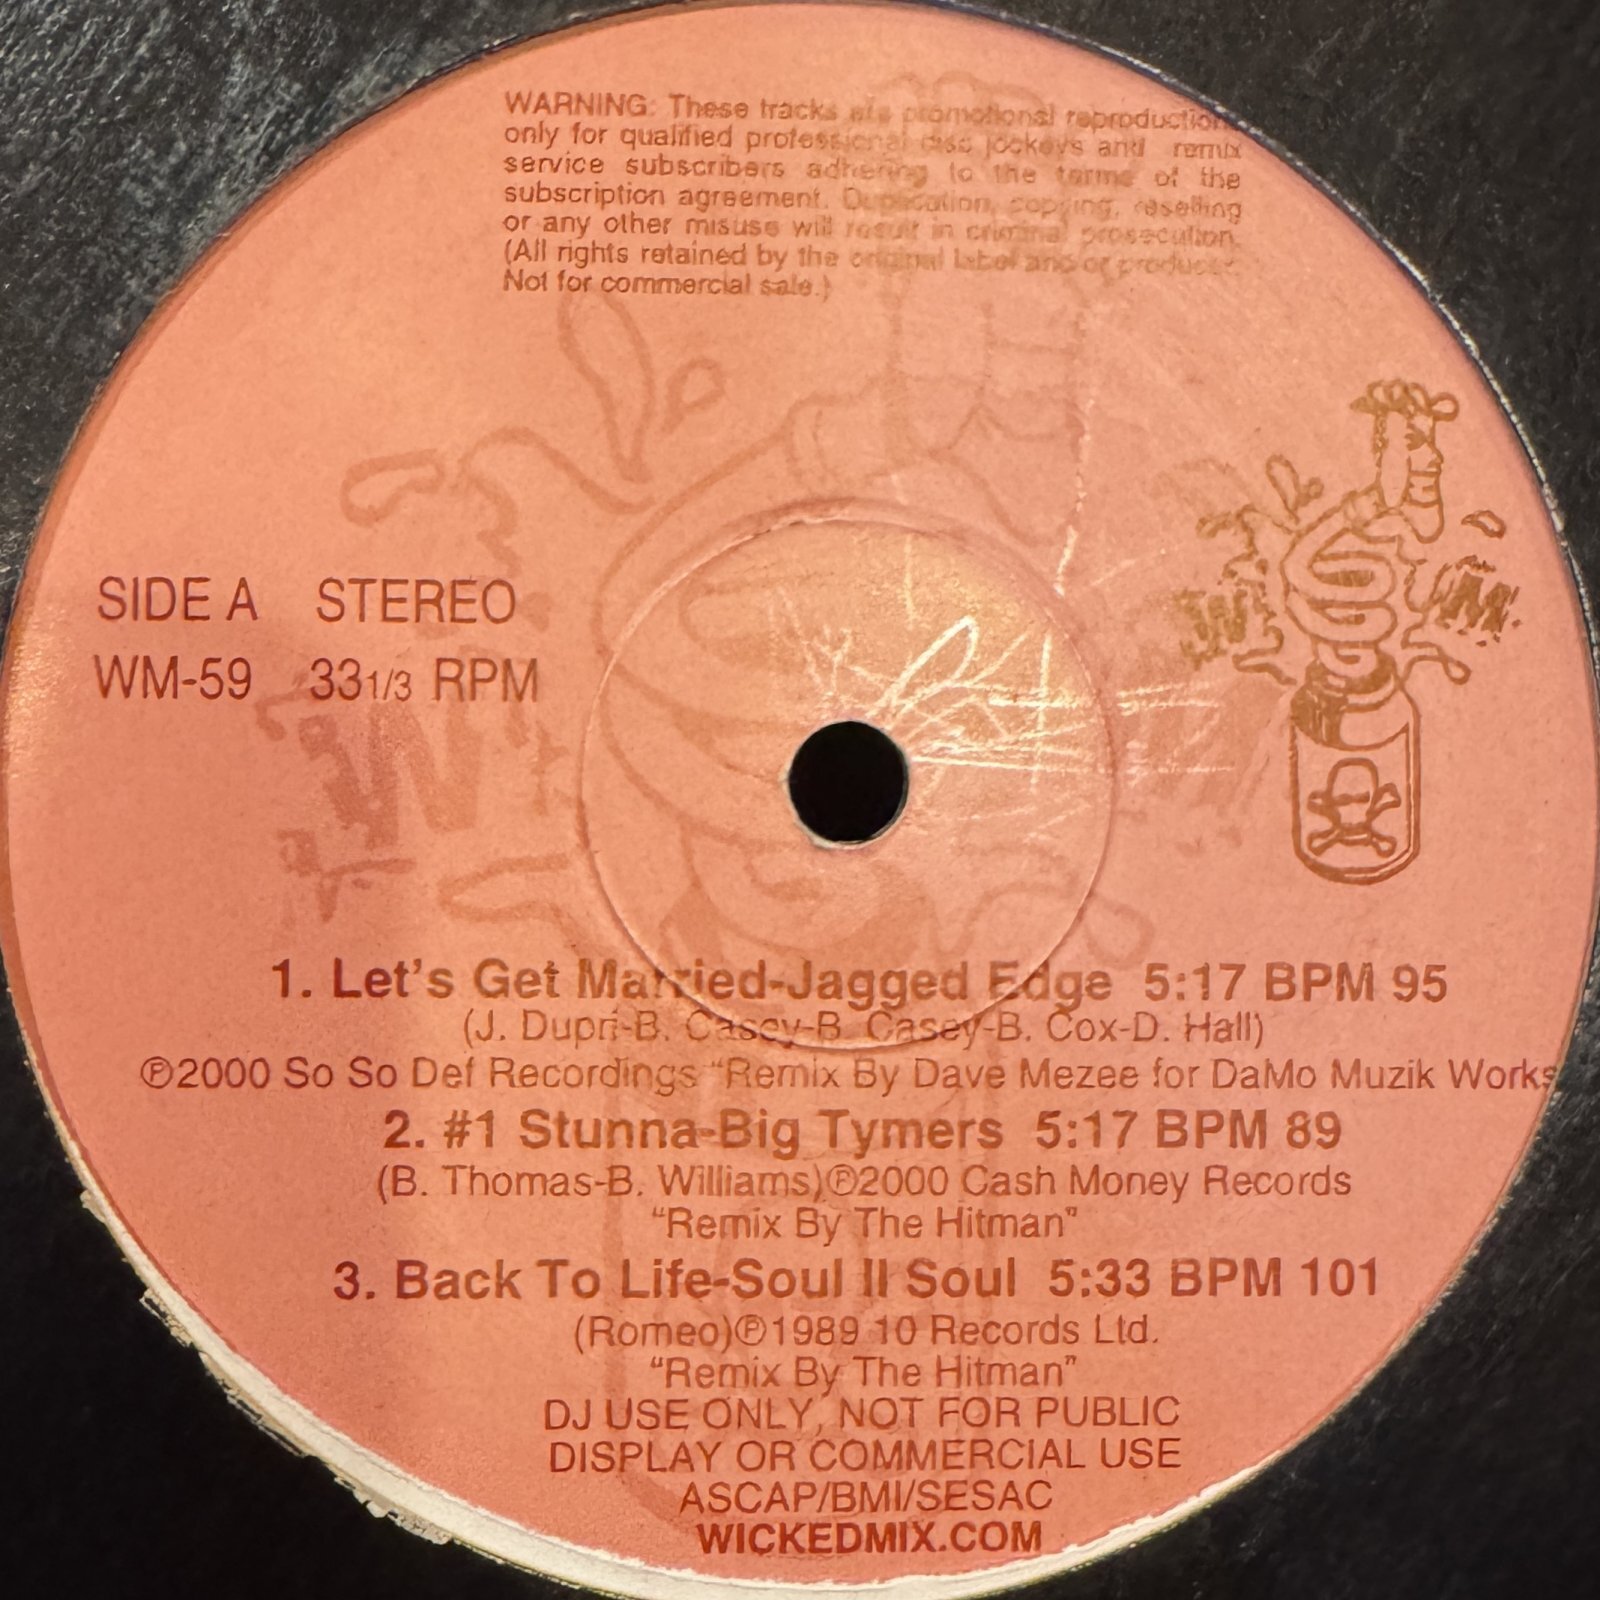 WARNING: These tracks are promotional reproductions
only for qualified professional disc jockeys and remix
service subscribers adhering to the terms of the
subscription agreement. Duplication, copying, reselling
or any other misuse will result in criminal prosecution.
(All rights retained by the original label and or producer.
Not for commercial sale.)
SIDE A STEREO
WM-59 33 1/3 RPM
1. Let's Get Married-Jagged Edge 5:17 BPM 95
(J. Dupri-B. Casey-B. Casey-B. Cox-D. Hall)
℗2000 So So Def Recordings "Remix By Dave Mezee for DaMo Muzik Works
2. #1 Stunna-Big Tymers 5:17 BPM 89
(B. Thomas-B. Williams)℗2000 Cash Money Records
"Remix By The Hitman"
3. Back To Life-Soul II Soul 5:33 BPM 101
(Romeo)℗1989 10 Records Ltd.
"Remix By The Hitman"
DJ USE ONLY, NOT FOR PUBLIC
DISPLAY OR COMMERCIAL USE
ASCAP/BMI/SESAC
WICKEDMIX.COM